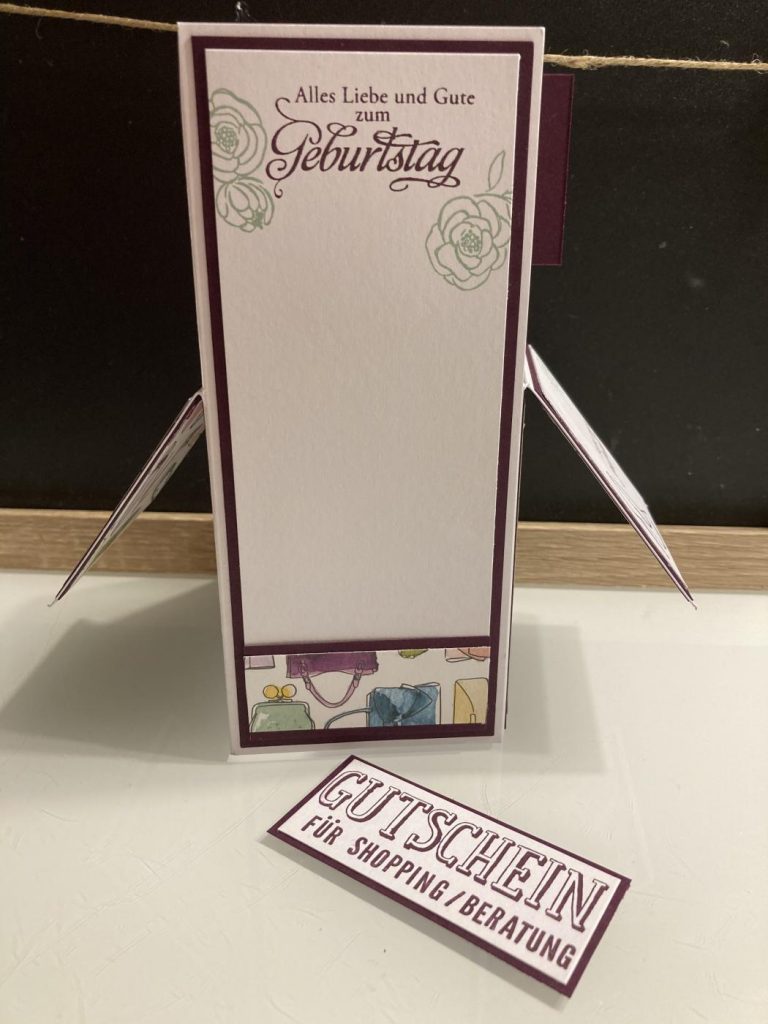 Alles Liebe und Gute
zum
Geburtstag
GUTSCHEIN
FÜR SHOPPING/BERATUNG